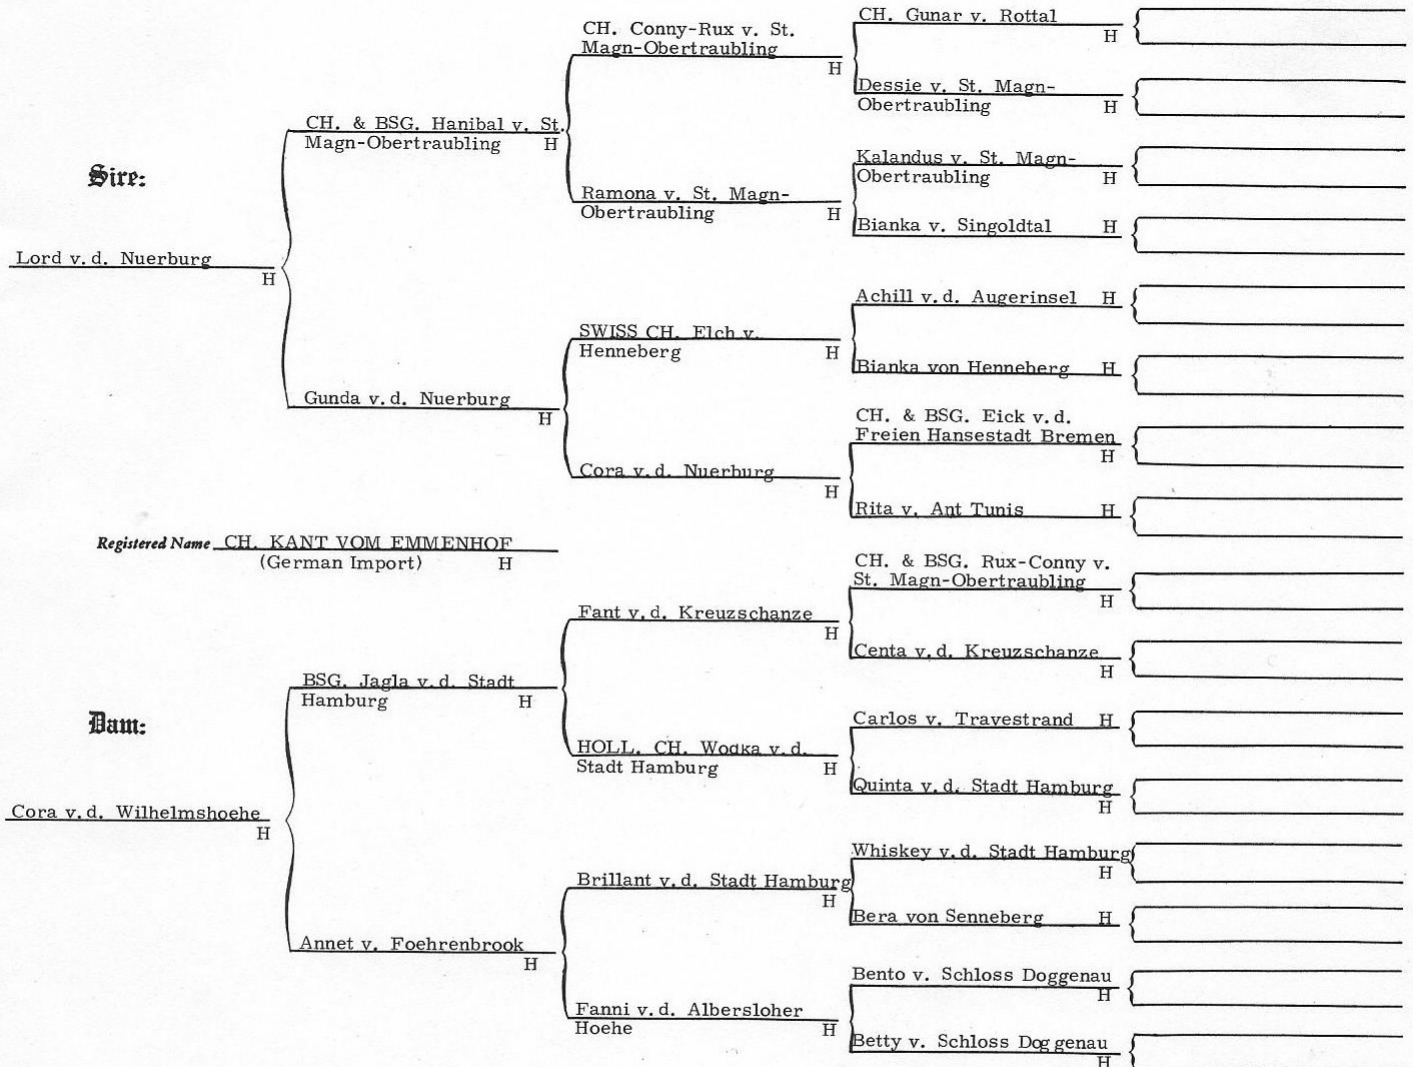 CH. Gunar v. Rottal
H
CH. Conny-Rux v. St.
Magn-Obertraubling
H
Dessie v. St. Magn-
Obertraubling H
CH. & BSG. Hanibal v. St.
Magn-Obertraubling H
Sire:
Kalandus v. St. Magn-
Obertraubling H
Ramona v. St. Magn-
Obertraubling H
Bianka v. Singoldtal H
Lord v.d. Nuerburg
H
Achill v.d. Augerinsel H
SWISS CH. Elch v.
Henneberg H
Bianka von Henneberg H
Gunda v.d. Nuerburg
H
CH. & BSG. Eick v.d.
Freien Hansestadt Bremen
H
Cora v.d. Nuerburg
H
Rita v. Ant Tunis H
Registered Name CH. KANT VOM EMMENHOF
(German Import) H
CH. & BSG. Rux-Conny v.
St. Magn-Obertraubling
H
Fant v.d. Kreuzschanze
H
Centa v.d. Kreuzschanze
H
BSG. Jagla v.d. Stadt
Hamburg H
Dam:
Carlos v. Travestrand H
HOLL. CH. Wodka v.d.
Stadt Hamburg H
Quinta v.d. Stadt Hamburg
H
Cora v.d. Wilhelmshoehe
H
Whiskey v.d. Stadt Hamburg
H
Brillant v.d. Stadt Hamburg
H
Bera von Senneberg H
Annet v. Foehrenbrook
H
Bento v. Schloss Doggenau
H
Fanni v.d. Albersloher
Hoehe H
Betty v. Schloss Dog genau
H